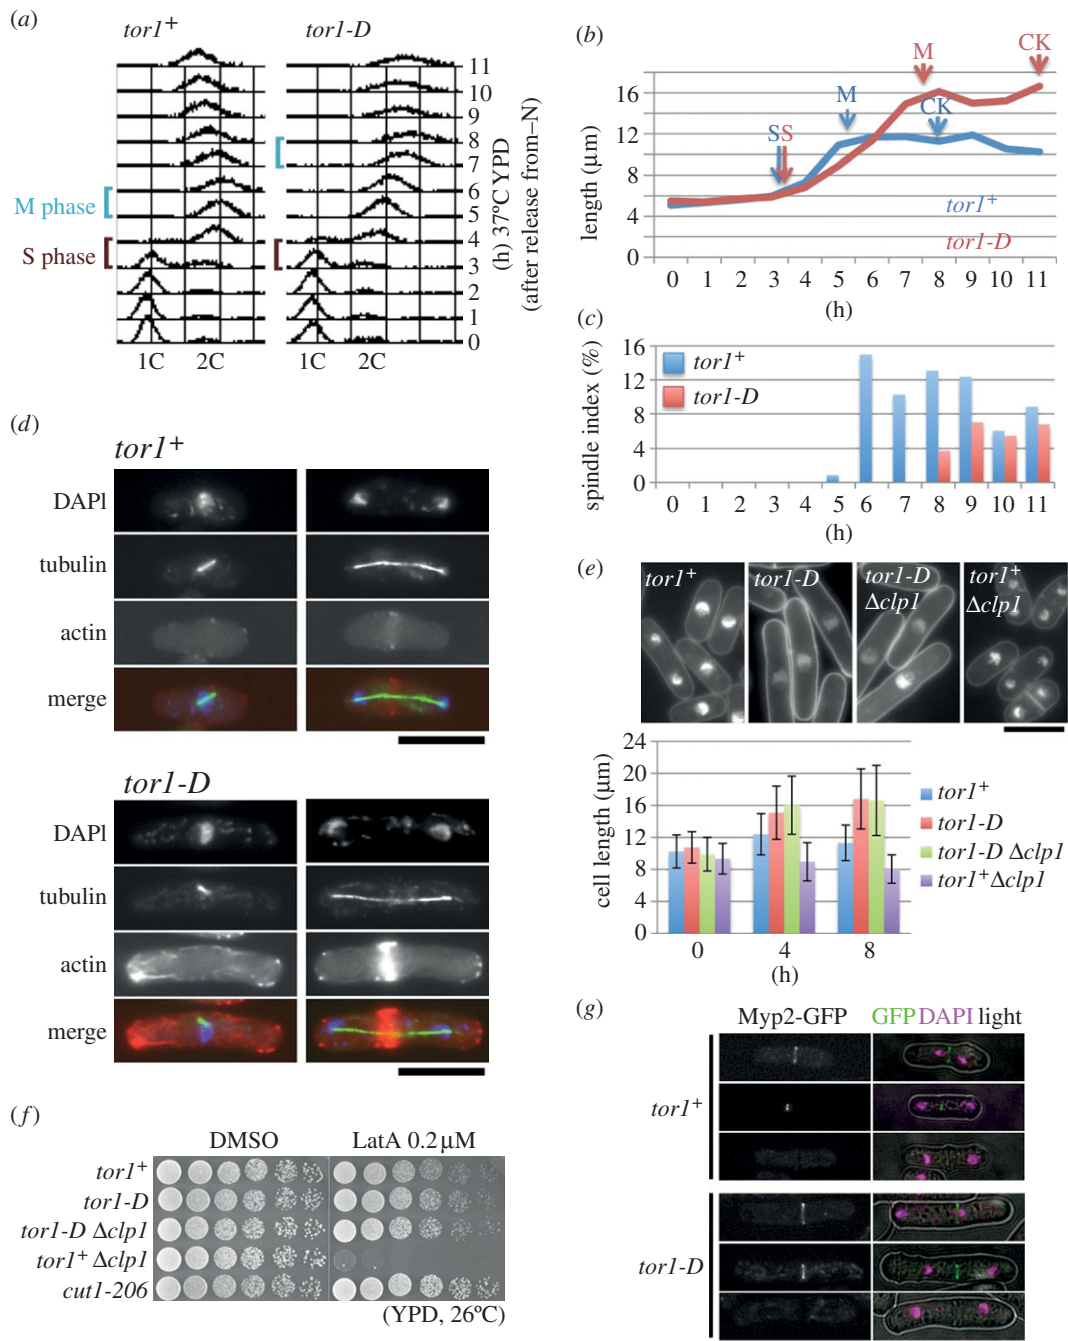 (a)
tor1+ tor1-D
11
10
9
8
7
6
5
4
3
2
1
0
M phase
S phase
(h) 37ºC YPD
(after release from–N)
1C 2C 1C 2C
(b)
M CK
M CK
S S
16
12
8
4
0
length (µm)
tor1+
tor1-D
0 1 2 3 4 5 6 7 8 9 10 11
(h)
(c)
16
12
8
4
0
spindle index (%)
tor1+
tor1-D
0 1 2 3 4 5 6 7 8 9 10 11
(h)
(d)
tor1+
DAPl
tubulin
actin
merge
tor1-D
DAPl
tubulin
actin
merge
(e)
tor1+ tor1-D tor1-D Δclp1 tor1+ Δclp1
24
20
16
12
8
4
0
cell length (µm)
0 4 8
(h)
tor1+
tor1-D
tor1-D Δclp1
tor1+Δclp1
(f)
DMSO LatA 0.2 µM
tor1+
tor1-D
tor1-D Δclp1
tor1+ Δclp1
cut1-206
(YPD, 26ºC)
(g)
Myp2-GFP GFP DAPI light
tor1+
tor1-D